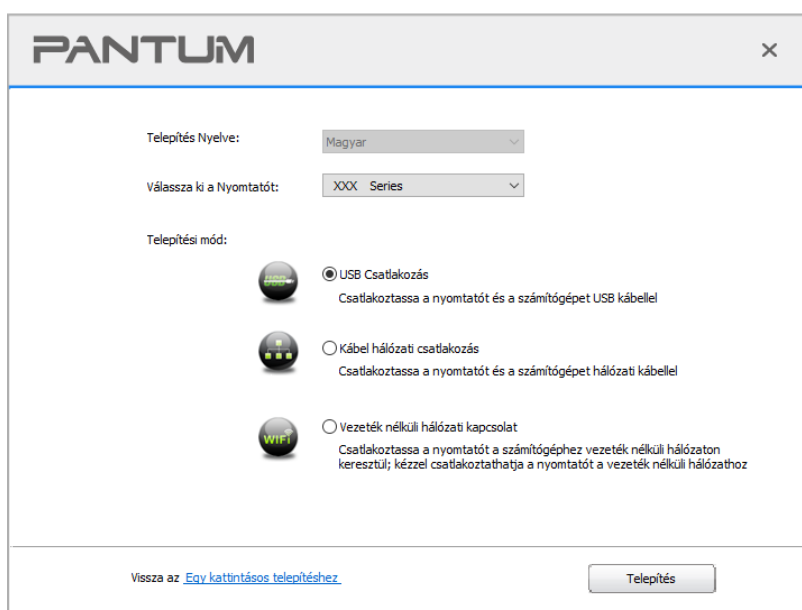 PANTUM
Telepítés Nyelve:
Magyar
Válassza ki a Nyomtatót:
XXX Series
Telepítési mód:
USB
USB Csatlakozás
Csatlakoztassa a nyomtatót és a számítógépet USB kábellel
Kábel hálózati csatlakozás
Csatlakoztassa a nyomtatót és a számítógépet hálózati kábellel
WiFi
Vezeték nélküli hálózati kapcsolat
Csatlakoztassa a nyomtatót a számítógéphez vezeték nélküli hálózaton
keresztül; kézzel csatlakoztathatja a nyomtatót a vezeték nélküli hálózathoz
Vissza az Egy kattintásos telepítéshez
Telepítés